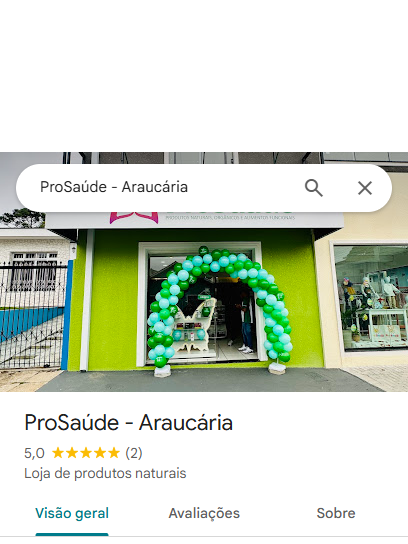 ProSaúde - Araucária
PRODUTOS NATURAIS, ORGÂNICOS E ALIMENTOS FUNCIONAIS
ProSaúde - Araucária
5,0 ★★★★★ (2)
Loja de produtos naturais
Visão geral Avaliações Sobre